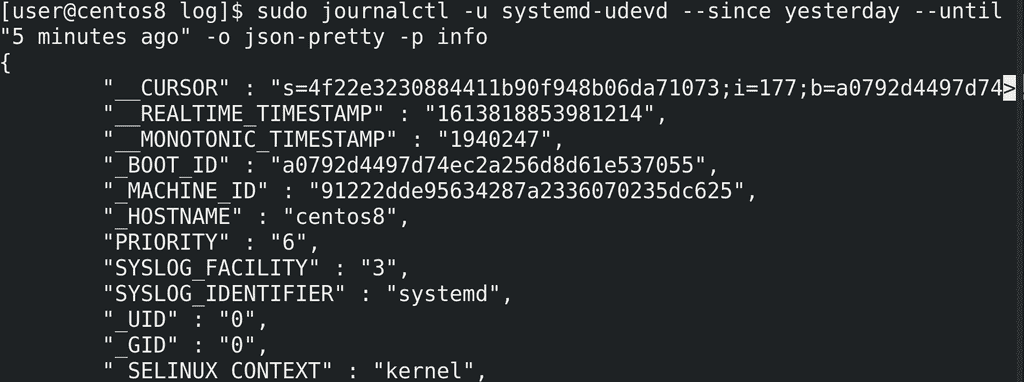 [user@centos8 log]$ sudo journalctl -u systemd-udevd --since yesterday --until
"5 minutes ago" -o json-pretty -p info
{
"__CURSOR" : "s=4f22e3230884411b90f948b06da71073;i=177;b=a0792d4497d74>
"__REALTIME_TIMESTAMP" : "1613818853981214",
"__MONOTONIC_TIMESTAMP" : "1940247",
"_BOOT_ID" : "a0792d4497d74ec2a256d8d61e537055",
"_MACHINE_ID" : "91222dde95634287a2336070235dc625",
"_HOSTNAME" : "centos8",
"PRIORITY" : "6",
"SYSLOG_FACILITY" : "3",
"SYSLOG_IDENTIFIER" : "systemd",
"_UID" : "0",
"_GID" : "0",
"_SELINUX_CONTEXT" : "kernel",